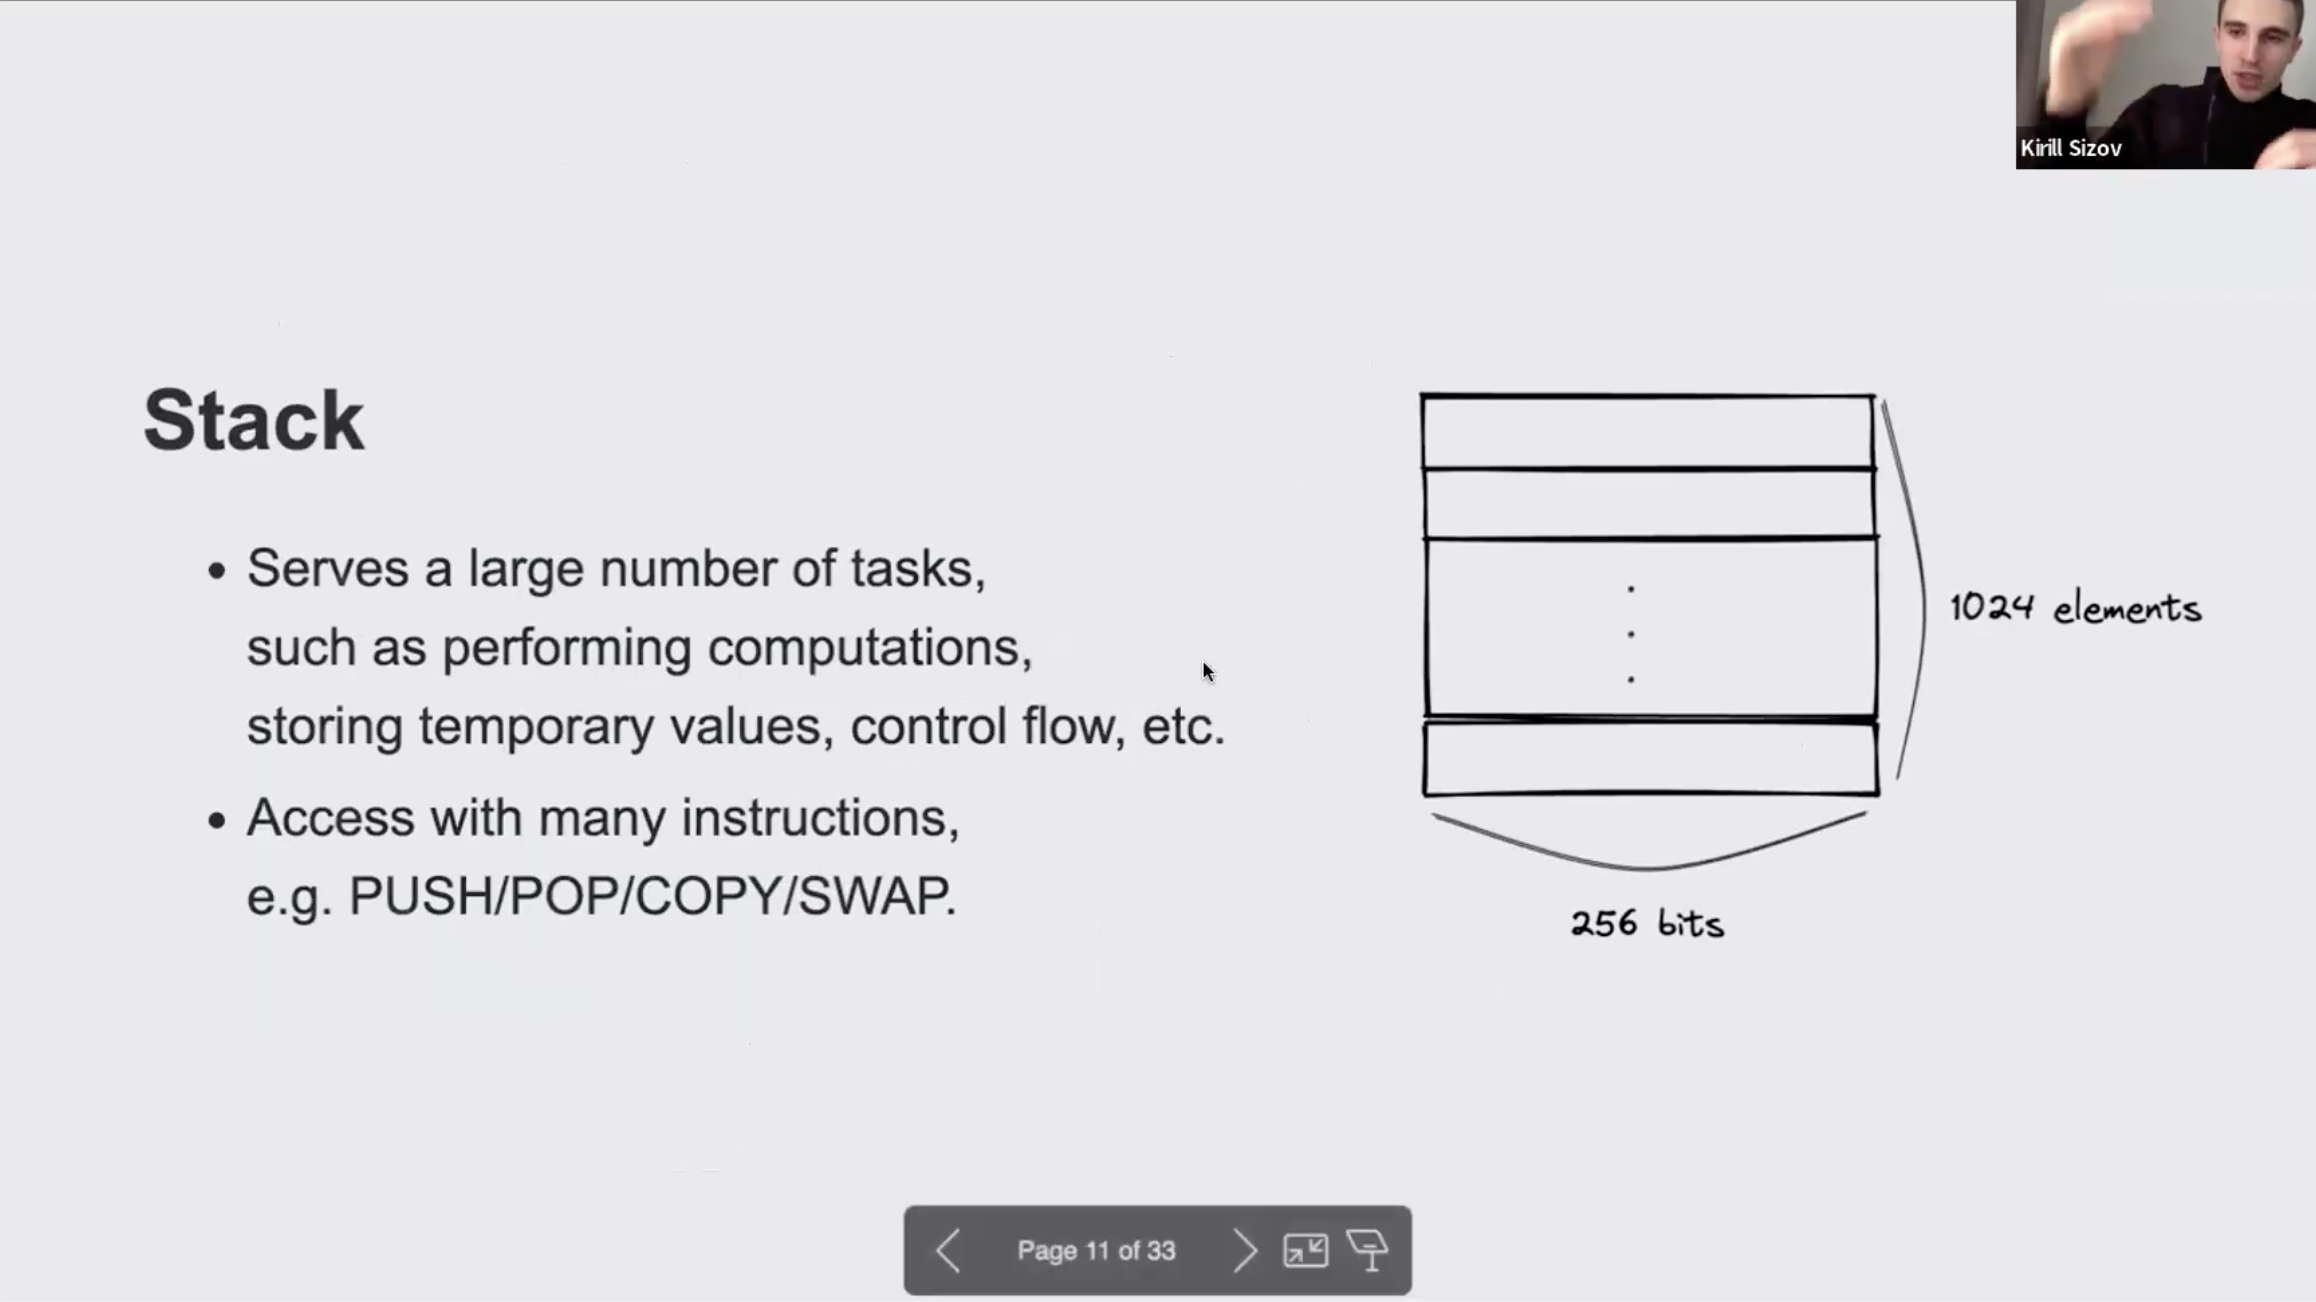 Kirill Sizov
Stack
• Serves a large number of tasks,
such as performing computations,
storing temporary values, control flow, etc.
• Access with many instructions,
e.g. PUSH/POP/COPY/SWAP.
1024 elements
256 bits
Page 11 of 33